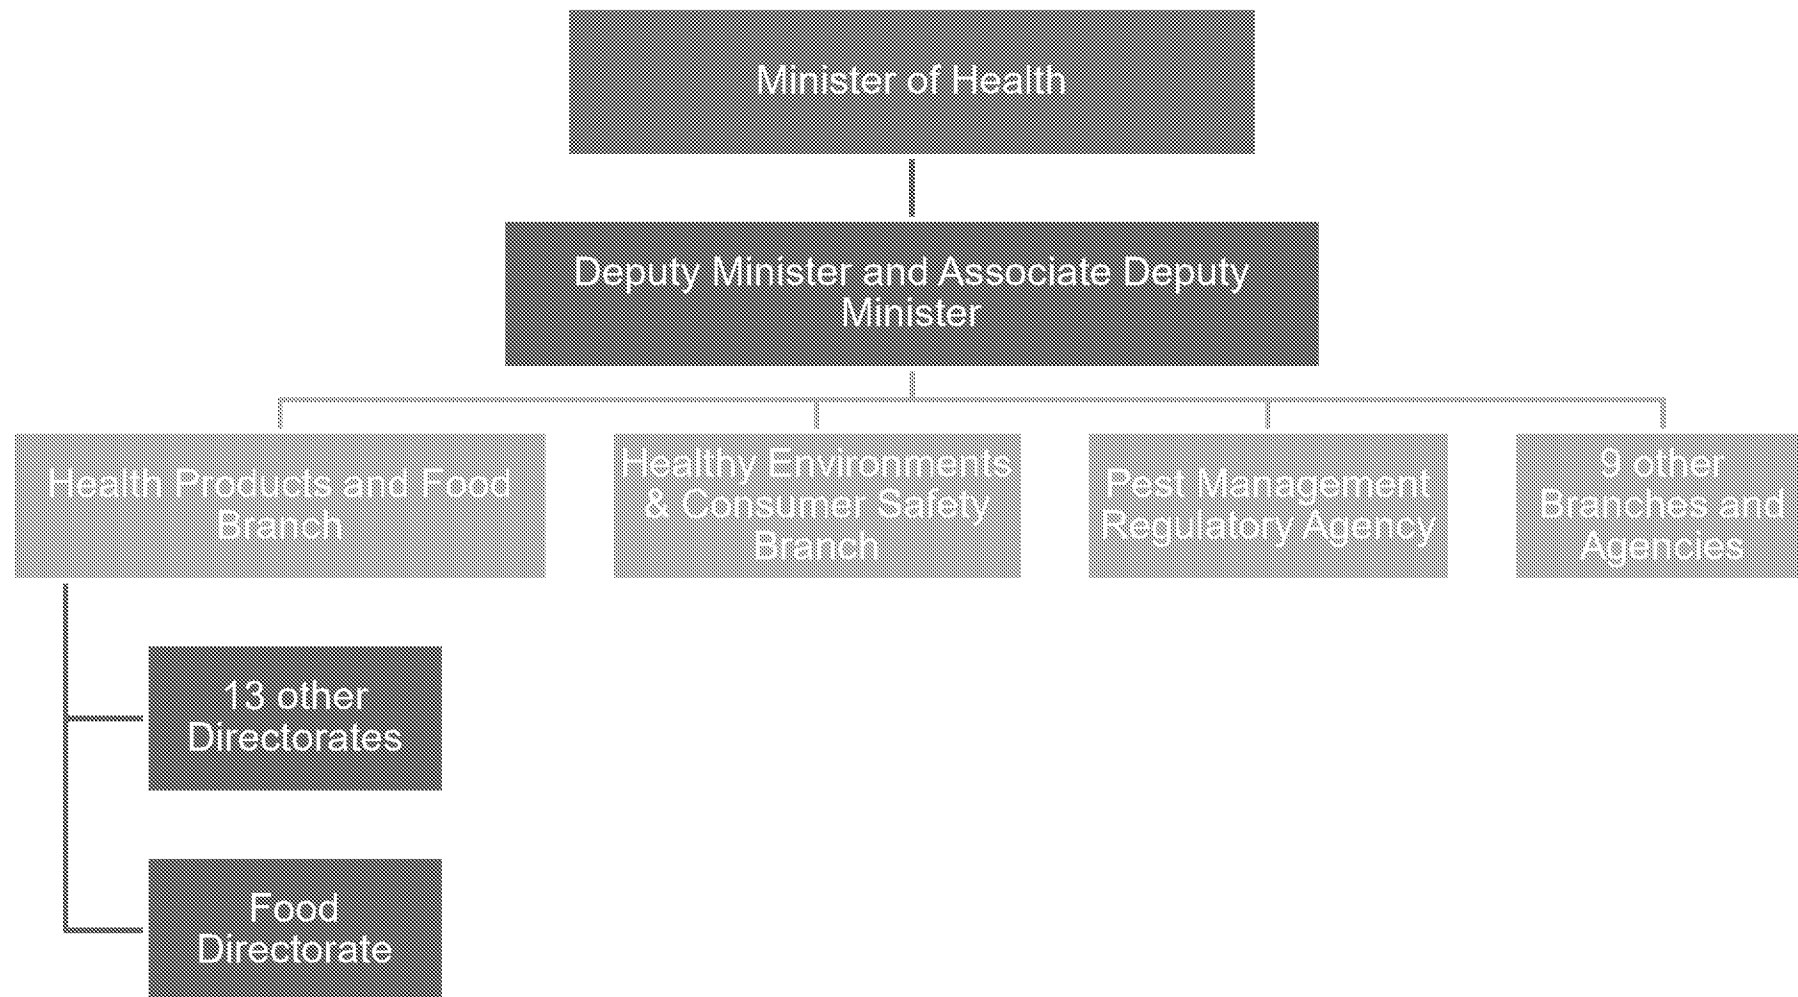 Minister of Health
Deputy Minister and Associate Deputy
Minister
Health Products and Food
Branch
Healthy Environments
& Consumer Safety
Branch
Pest Management
Regulatory Agency
9 other
Branches and
Agencies
13 other
Directorates
Food
Directorate